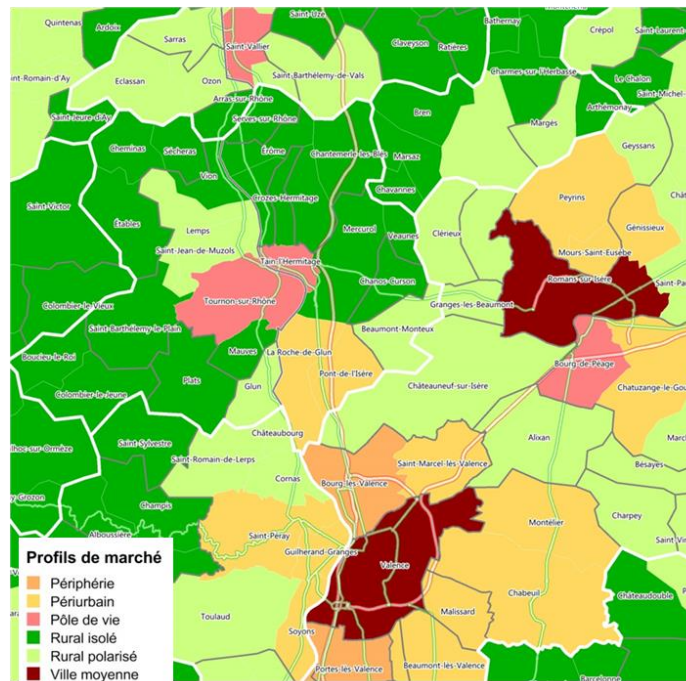 Quintenas
Ardoix
Sarras
Saint-Vallier
Saint-Uze
Claveyson
Ratières
Bathernay
Charmes-sur-l'Herbasse
Crépol
Saint-Laurent-
nt-Romain-d'Ay
Eclassan
Ozon
Saint-Barthélemy-de-Vals
Le Chalon
Saint-Michel-
Arras-sur-Rhône
Saint-Jeure-d'Ay
Serves-sur-Rhône
Bren
Arthemonay
Margès
Cheminas
Sécheras
Érôme
Chantemerle-les-Blés
Marsaz
Geyssans
Vion
Saint-Victor
Crozes-Hermitage
Chavannes
Peyrins
Étables
Lemps
Mercurol
Veaunes
Clérieux
Génissieux
Saint-Jean-de-Muzols
Mours-Saint-Eusèbe
Tain-l'Hermitage
Chanos-Curson
Romans-sur-Isère
Saint-Pa
Colombier-le-Vieux
Tournon-sur-Rhône
Granges-les-Beaumont
Saint-Barthélemy-le-Plain
Beaumont-Monteux
Boucieu-le-Roi
Mauves
La Roche-de-Glun
Bourg-de-Péage
Plats
Pont-de-l'Isère
Colombier-le-Jeune
Glun
Châteauneuf-sur-Isère
Chatuzange-le-Go
Châteaubourg
Alixan
lhoc-sur-Ormèze
Saint-Sylvestre
Saint-Romain-de-Lerps
Saint-Marcel-lès-Valence
Bésayes
Cornas
Bourg-lès-Valence
Champis
Charpey
Alboussière
Saint-Péray
Montélier
Guilherand-Granges
Valence
Profils de marché
Périphérie
Périurbain
Pôle de vie
Rural isolé
Rural polarisé
Ville moyenne
Chabeuil
Châteaudouble
Toulaud
Malissard
Soyons
Portes-lès-Valence
Beaumont-lès-Valence
Barcelonne